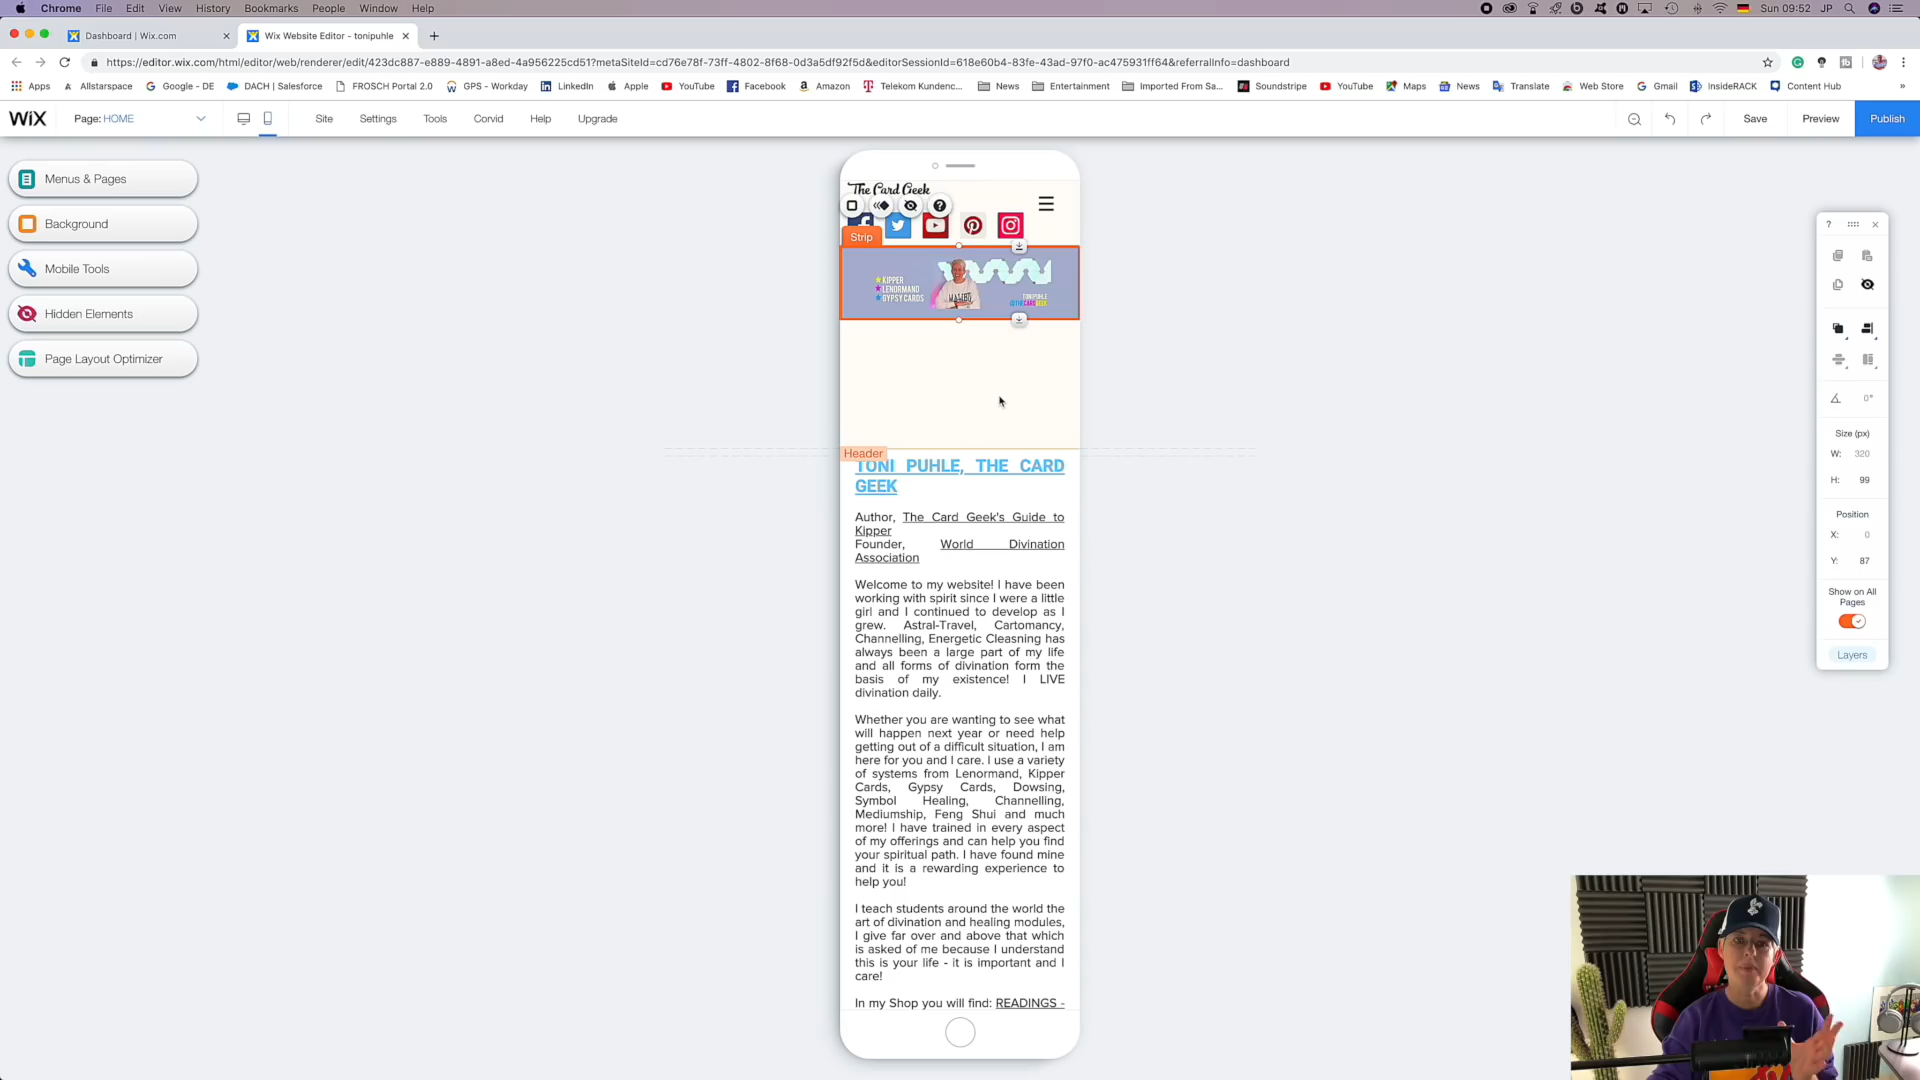 Chrome File Edit View History Bookmarks People Window Help Sun 09:52 JP
Dashboard | Wix.com
Wix Website Editor - tonipuhle
https://editor.wix.com/html/editor/web/renderer/edit/423dc887-e889-4891-a8ed-4a956225cd51?metaSiteId=cd76e78f-73ff-4802-8f68-0d3a5df92f5d&editorSessionId=618e60b4-83fe-43ad-97f0-ac475931ff64&referralInfo=dashboard
Apps Allstarspace Google - DE DACH | Salesforce FROSCH Portal 2.0 GPS - Workday LinkedIn Apple YouTube Facebook Amazon Telekom Kundenc... News Entertainment Imported From Sa... Soundstripe YouTube Maps News Translate Web Store Gmail InsideRACK Content Hub »
WIX Page: HOME Site Settings Tools Corvid Help Upgrade Save Preview Publish
Menus & Pages
Background
Mobile Tools
Hidden Elements
Page Layout Optimizer
The Card Geek
Strip
KIPPER
LENORMAND
GYPSY CARDS
MAMBO
TONIPUHLE
@THECARDGEEK
Header
TONI PUHLE, THE CARD
GEEK
Author, The Card Geek's Guide to
Kipper
Founder, World Divination
Association
Welcome to my website! I have been
working with spirit since I were a little
girl and I continued to develop as I
grew. Astral-Travel, Cartomancy,
Channelling, Energetic Cleasning has
always been a large part of my life
and all forms of divination form the
basis of my existence! I LIVE
divination daily.
Whether you are wanting to see what
will happen next year or need help
getting out of a difficult situation, I am
here for you and I care. I use a variety
of systems from Lenormand, Kipper
Cards, Gypsy Cards, Dowsing,
Symbol Healing, Channelling,
Mediumship, Feng Shui and much
more! I have trained in every aspect
of my offerings and can help you find
your spiritual path. I have found mine
and it is a rewarding experience to
help you!
I teach students around the world the
art of divination and healing modules,
I give far over and above that which
is asked of me because I understand
this is your life - it is important and I
care!
In my Shop you will find: READINGS -
?
0°
Size (px)
W: 320
H: 99
Position
X: 0
Y: 87
Show on All
Pages
Layers